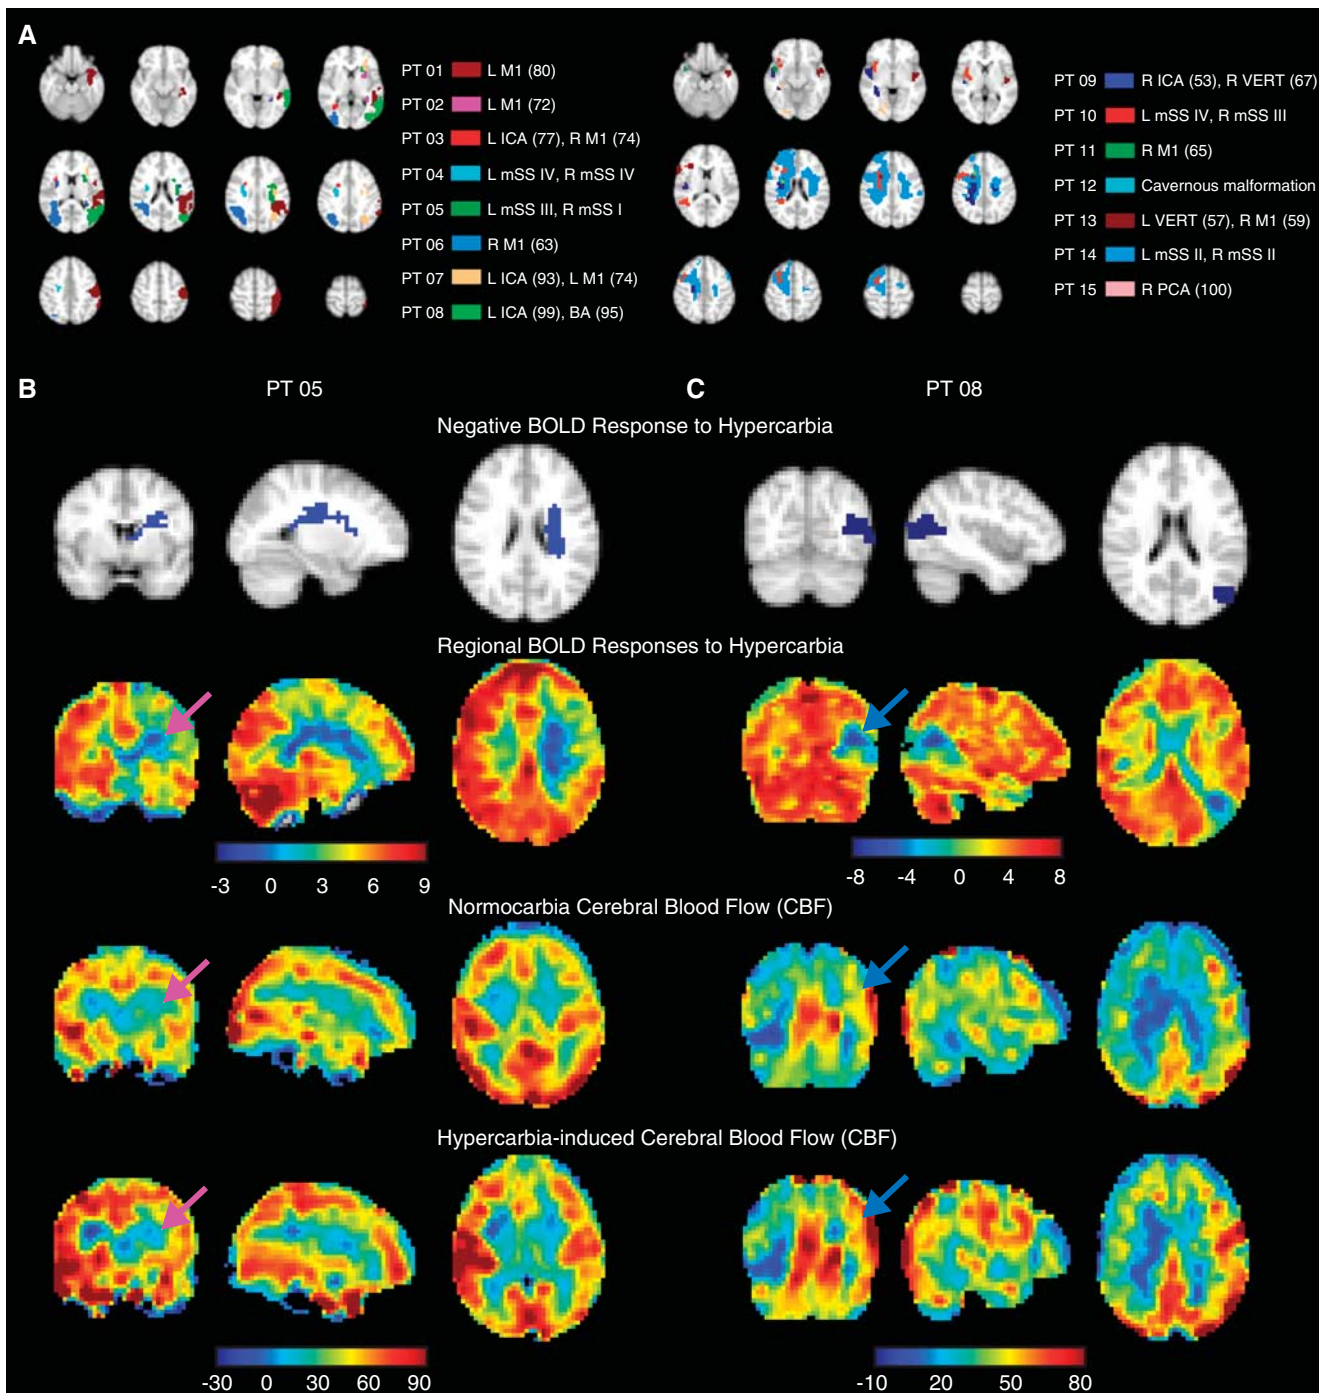 A
PT 01 L M1 (80)
PT 02 L M1 (72)
PT 03 L ICA (77), R M1 (74)
PT 04 L mSS IV, R mSS IV
PT 05 L mSS III, R mSS I
PT 06 R M1 (63)
PT 07 L ICA (93), L M1 (74)
PT 08 L ICA (99), BA (95)
PT 09 R ICA (53), R VERT (67)
PT 10 L mSS IV, R mSS III
PT 11 R M1 (65)
PT 12 Cavernous malformation
PT 13 L VERT (57), R M1 (59)
PT 14 L mSS II, R mSS II
PT 15 R PCA (100)
B PT 05 C PT 08
Negative BOLD Response to Hypercarbia
Regional BOLD Responses to Hypercarbia
-3 0 3 6 9
-8 -4 0 4 8
Normocarbia Cerebral Blood Flow (CBF)
Hypercarbia-induced Cerebral Blood Flow (CBF)
-30 0 30 60 90
-10 20 50 80